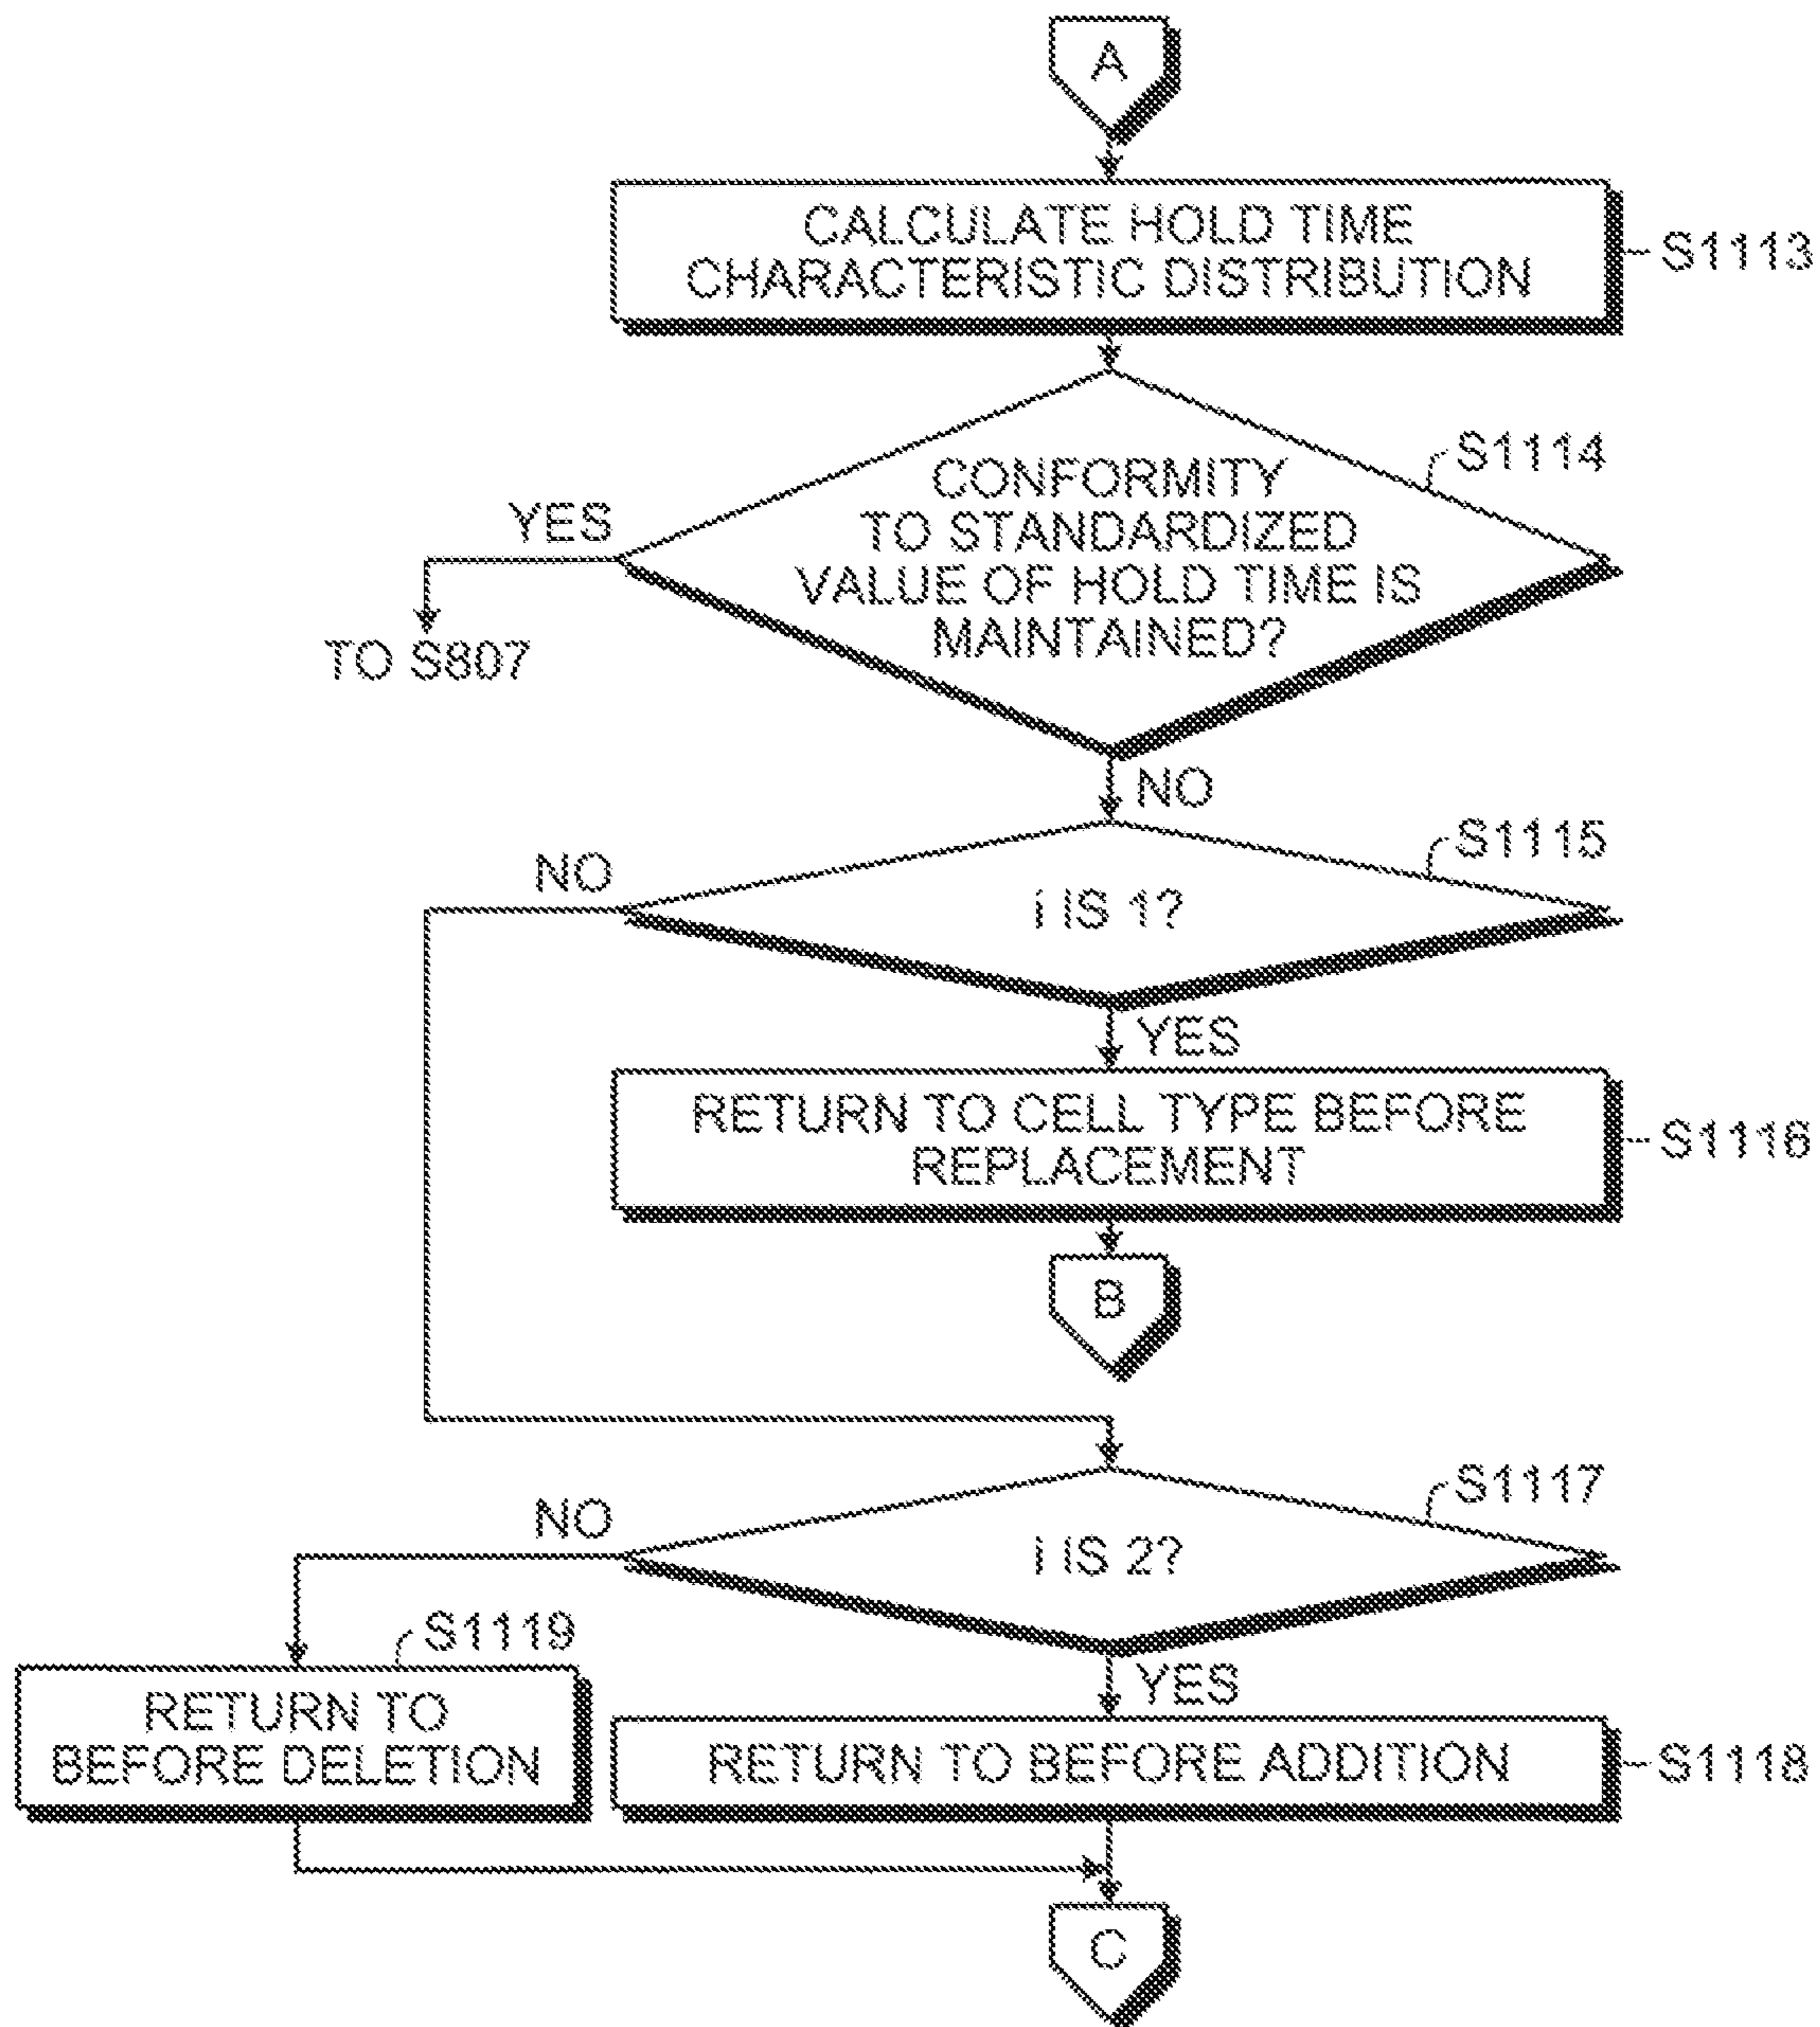 A
CALCULATE HOLD TIME
CHARACTERISTIC DISTRIBUTION
S1113
S1114
CONFORMITY
TO STANDARDIZED
VALUE OF HOLD TIME IS
MAINTAINED?
YES
TO S807
NO
S1115
NO
i IS 1?
YES
RETURN TO CELL TYPE BEFORE
REPLACEMENT
S1116
B
S1117
NO
i IS 2?
S1119
YES
RETURN TO
BEFORE DELETION
RETURN TO BEFORE ADDITION
S1118
C